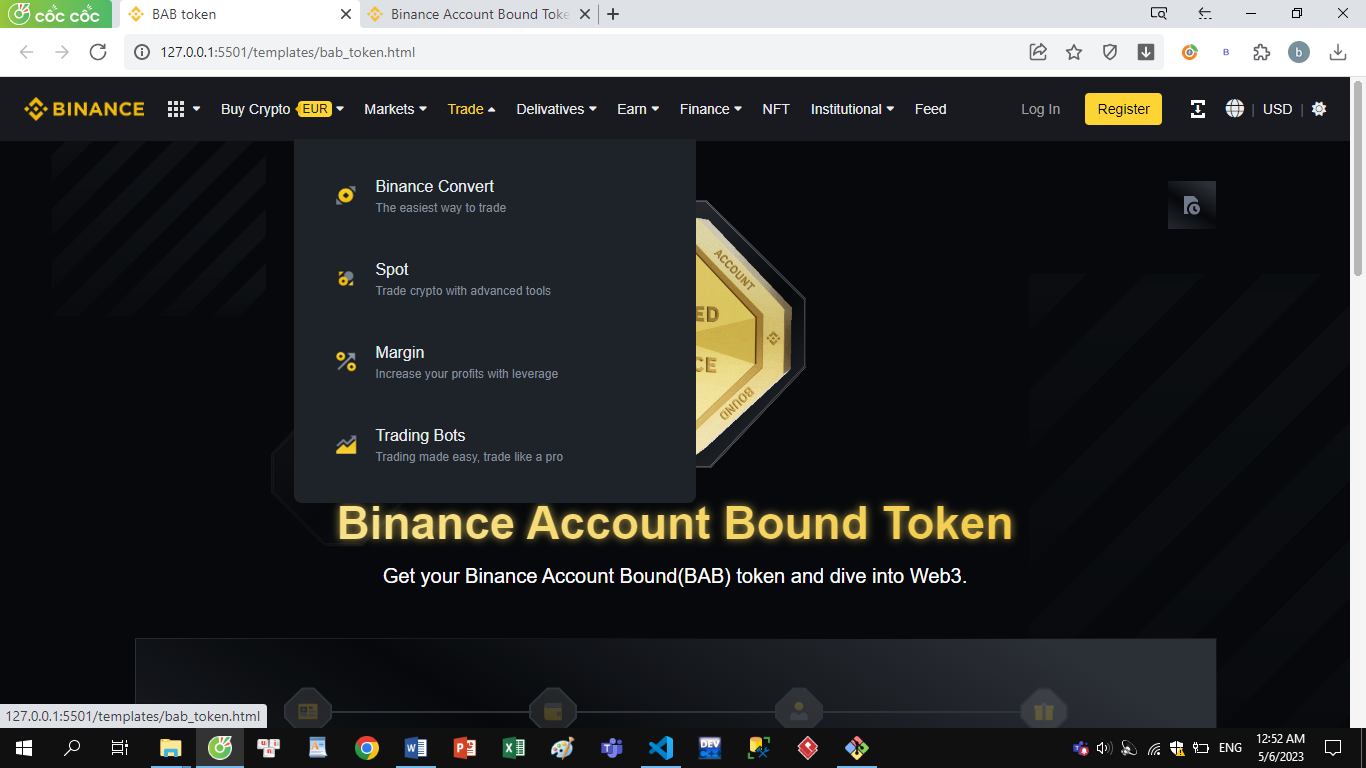 cốc cốc
BAB token
Binance Account Bound Toke
127.0.0.1:5501/templates/bab_token.html
B
b
BINANCE
Buy Crypto EUR
Markets
Trade
Delivatives
Earn
Finance
NFT
Institutional
Feed
Log In
Register
| USD |
Binance Convert
The easiest way to trade
Spot
Trade crypto with advanced tools
Margin
Increase your profits with leverage
Trading Bots
Trading made easy, trade like a pro
ACCOUNT
ED
CE
BOUND
Binance Account Bound Token
Get your Binance Account Bound(BAB) token and dive into Web3.
127.0.0.1:5501/templates/bab_token.html
DEV
ENG
12:52 AM
5/6/2023